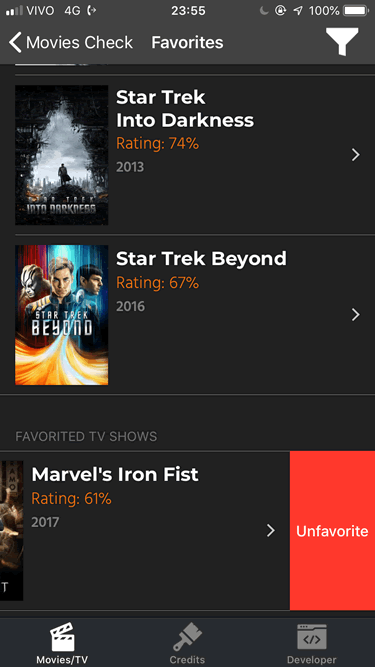 VIVO 4G 23:55 100%
Movies Check Favorites
Star Trek
Into Darkness
Rating: 74%
2013
STAR TREK
INTO DARKNESS
Star Trek Beyond
Rating: 67%
2016
STAR TREK
BEYOND
FAVORITED TV SHOWS
Marvel's Iron Fist
Rating: 61%
2017
Unfavorite
T
Movies/TV Credits Developer